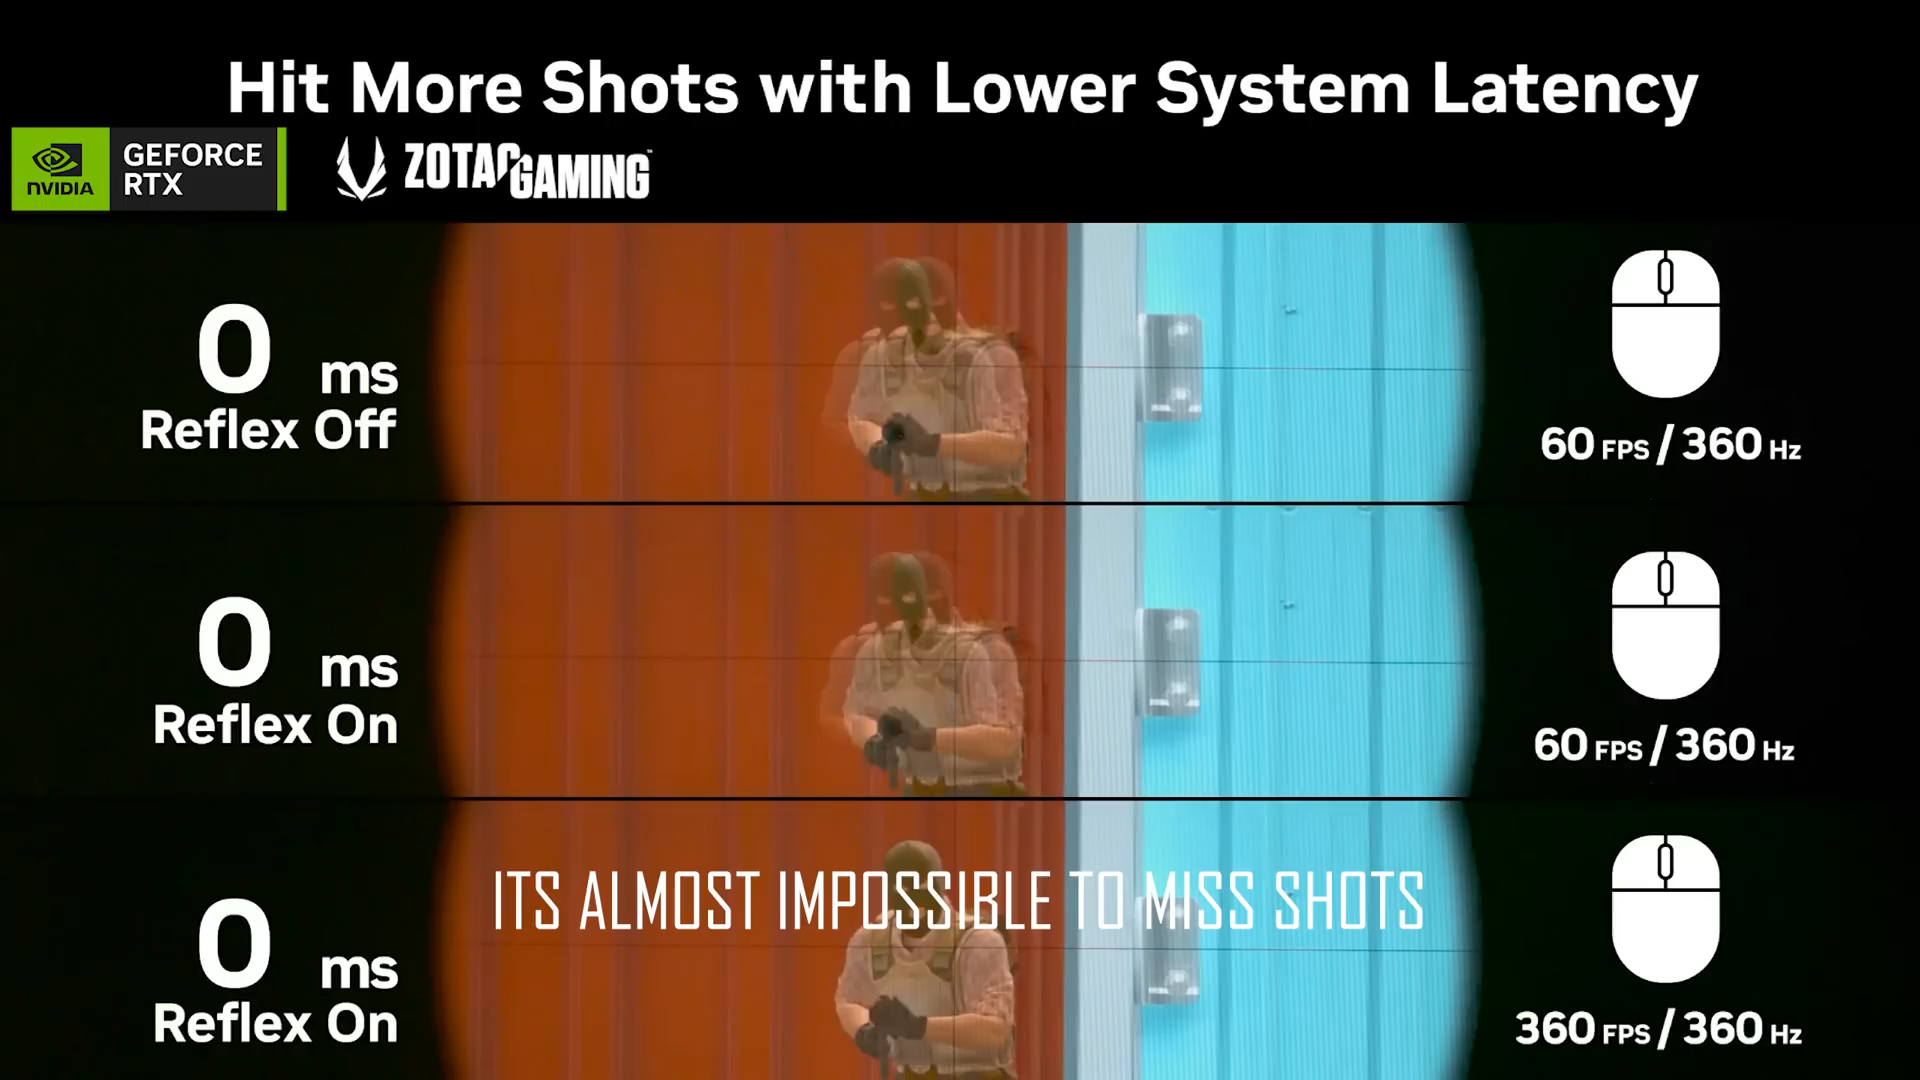 Hit More Shots with Lower System Latency
NVIDIA
GEFORCE
RTX
ZOTAC GAMING™
0 ms
Reflex Off
60 FPS / 360 Hz
0 ms
Reflex On
60 FPS / 360 Hz
ITS ALMOST IMPOSSIBLE TO MISS SHOTS
0 ms
Reflex On
360 FPS / 360 Hz